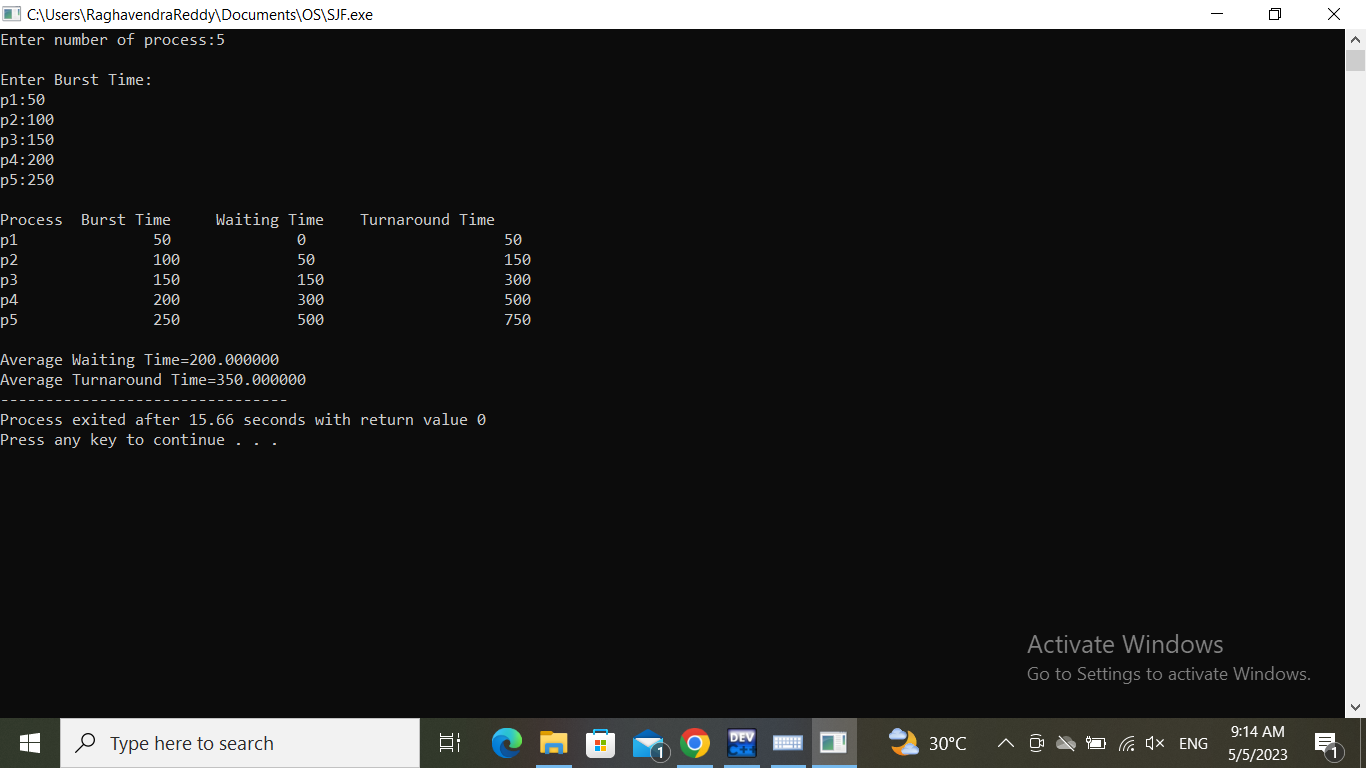 C:\Users\RaghavendraReddy\Documents\OS\SJF.exe
Enter number of process:5
Enter Burst Time:
p1:50
p2:100
p3:150
p4:200
p5:250
Process  Burst Time     Waiting Time    Turnaround Time
p1               50              0                      50
p2               100             50                     150
p3               150             150                    300
p4               200             300                    500
p5               250             500                    750
Average Waiting Time=200.000000
Average Turnaround Time=350.000000
--------------------------------
Process exited after 15.66 seconds with return value 0
Press any key to continue . . .
Activate Windows
Go to Settings to activate Windows.
Type here to search
1
DEV
C++
30°C
ENG
9:14 AM
5/5/2023
1